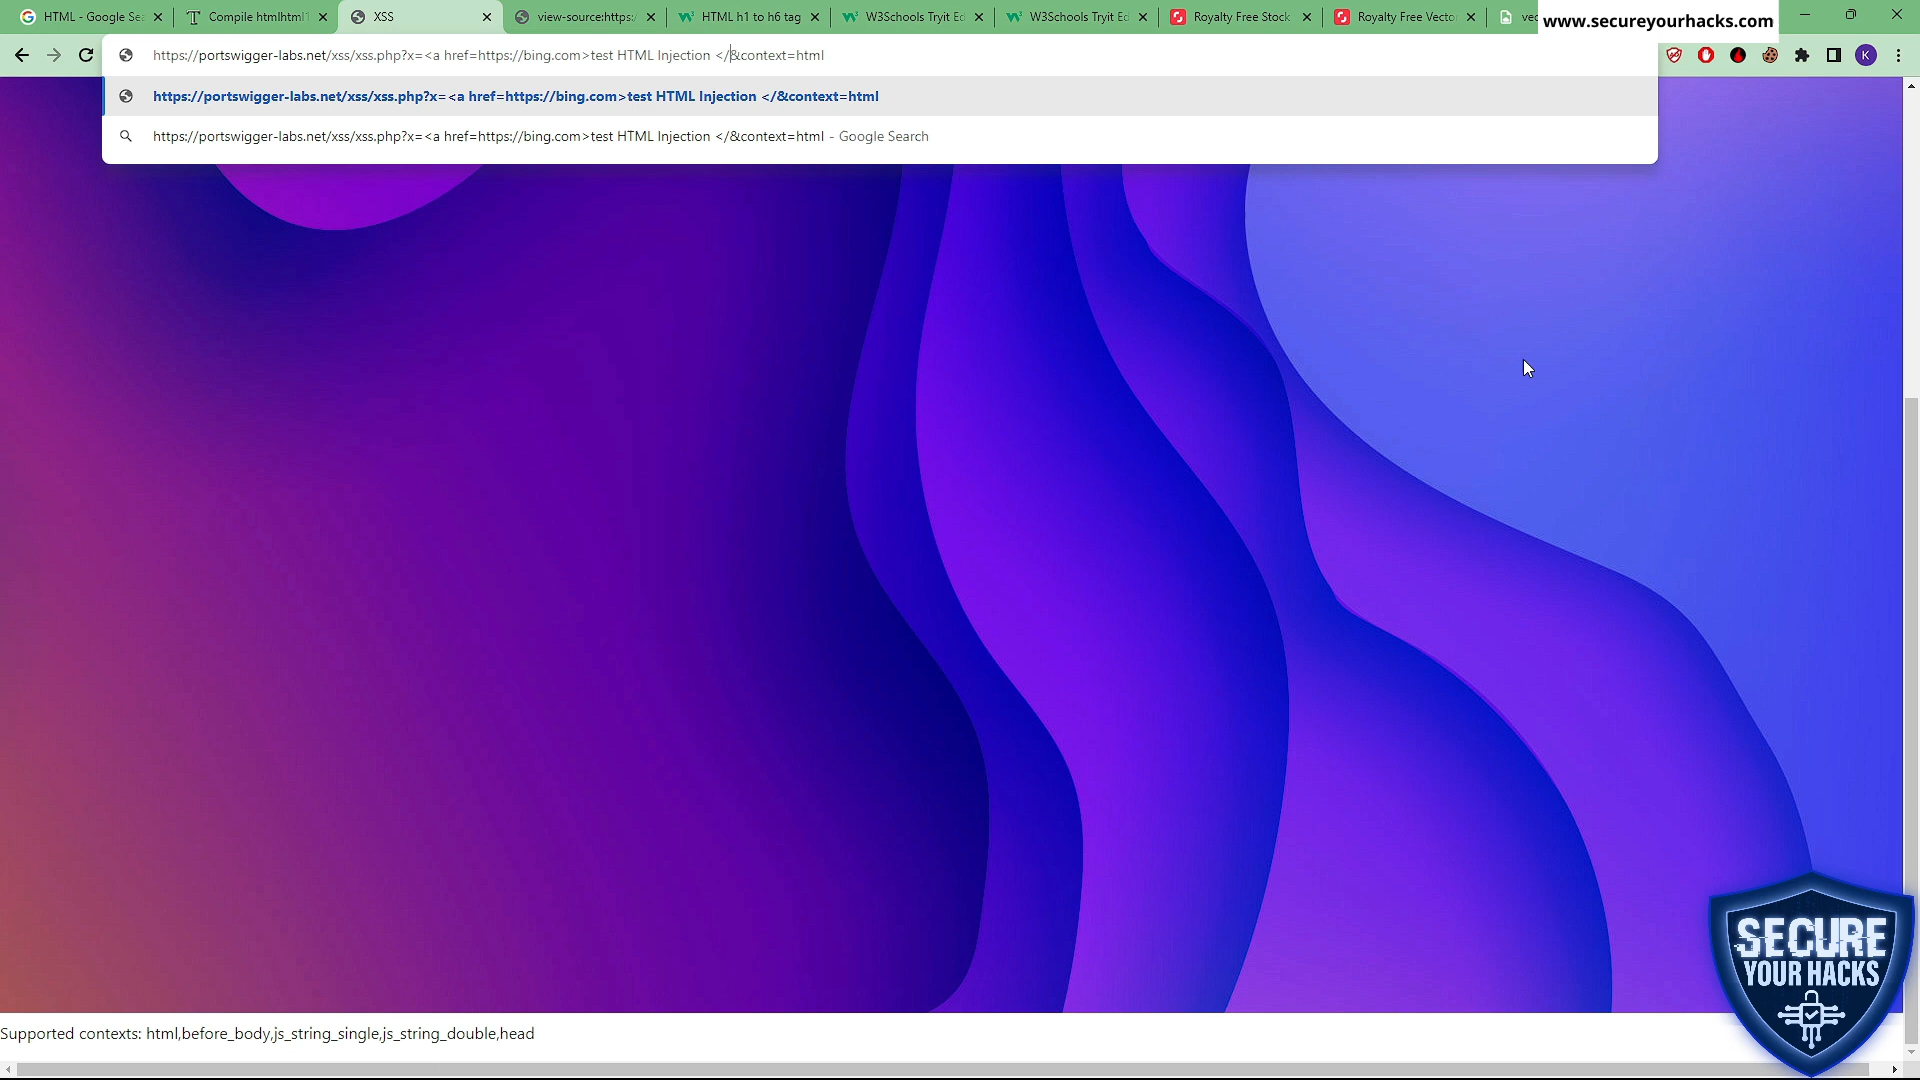 HTML - Google Se
Compile htmlhtml
XSS
view-source:https:/
HTML h1 to h6 tag
W3Schools Tryit Ed
W3Schools Tryit Ed
Royalty Free Stock
Royalty Free Vecto
vec
www.secureyourhacks.com
https://portswigger-labs.net/xss/xss.php?x=<a href=https://bing.com>test HTML Injection </&context=html
K
https://portswigger-labs.net/xss/xss.php?x=<a href=https://bing.com>test HTML Injection </&context=html
https://portswigger-labs.net/xss/xss.php?x=<a href=https://bing.com>test HTML Injection </&context=html - Google Search
SECURE
YOUR HACKS
Supported contexts: html,before_body,js_string_single,js_string_double,head